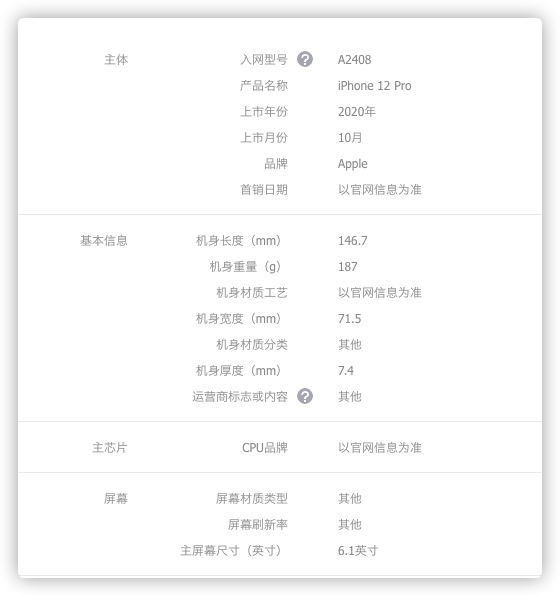 主体 入网型号 ? A2408
产品名称 iPhone 12 Pro
上市年份 2020年
上市月份 10月
品牌 Apple
首销日期 以官网信息为准
基本信息 机身长度（mm） 146.7
机身重量（g） 187
机身材质工艺 以官网信息为准
机身宽度（mm） 71.5
机身材质分类 其他
机身厚度（mm） 7.4
运营商标志或内容 ? 其他
主芯片 CPU品牌 以官网信息为准
屏幕 屏幕材质类型 其他
屏幕刷新率 其他
主屏幕尺寸（英寸） 6.1英寸